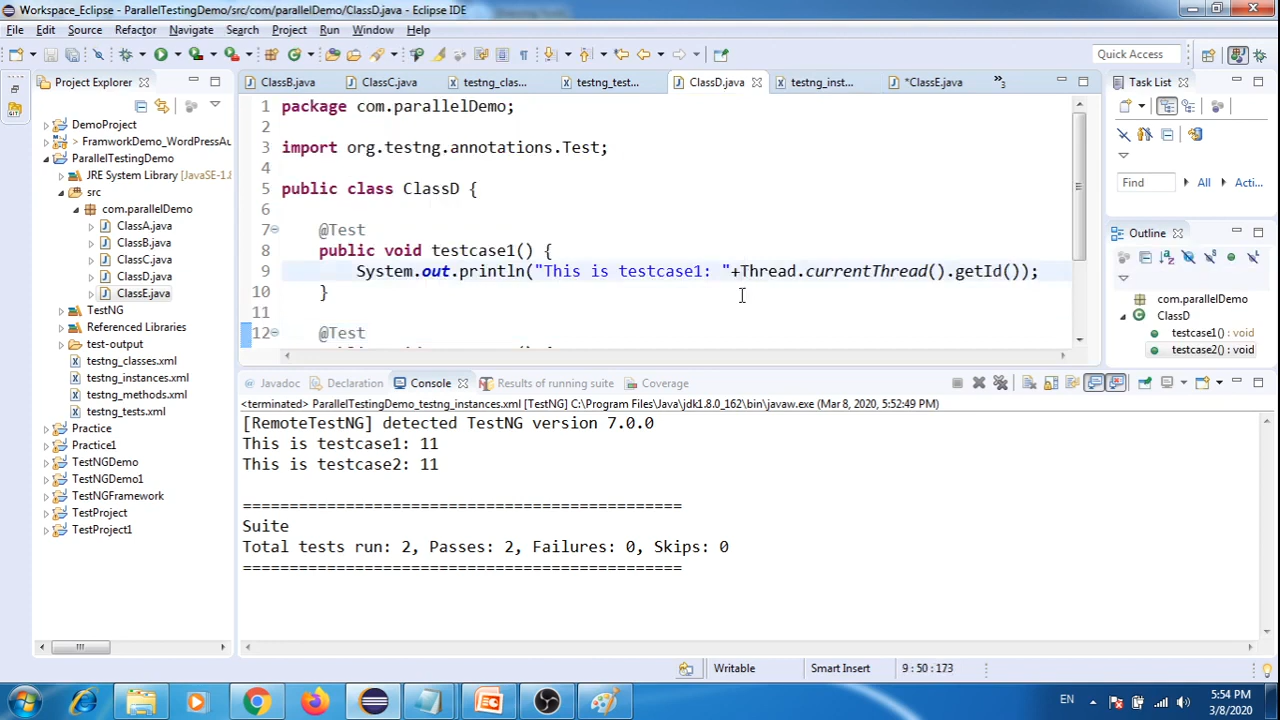 Workspace_Eclipse - ParallelTestingDemo/src/com/parallelDemo/ClassD.java - Eclipse IDE
File Edit Source Refactor Navigate Search Project Run Window Help
Quick Access
Project Explorer
ClassB.java ClassC.java testng_clas... testng_test... ClassD.java testng_inst... *ClassE.java »3
Task List
DemoProject
> FramworkDemo_WordPressAu
ParallelTestingDemo
JRE System Library [JavaSE-1.8
src
com.parallelDemo
ClassA.java
ClassB.java
ClassC.java
ClassD.java
ClassE.java
TestNG
Referenced Libraries
test-output
testng_classes.xml
testng_instances.xml
testng_methods.xml
testng_tests.xml
Practice
Practice1
TestNGDemo
TestNGDemo1
TestNGFramework
TestProject
TestProject1
1 package com.parallelDemo;
2
3 import org.testng.annotations.Test;
4
5 public class ClassD {
6
7 @Test
8 public void testcase1() {
9 System.out.println("This is testcase1: "+Thread.currentThread().getId());
10 }
11
12 @Test
Find All Acti...
Outline
com.parallelDemo
ClassD
testcase1() : void
testcase2() : void
Javadoc Declaration Console Results of running suite Coverage
<terminated> ParallelTestingDemo_testng_instances.xml [TestNG] C:\Program Files\Java\jdk1.8.0_162\bin\javaw.exe (Mar 8, 2020, 5:52:49 PM)
[RemoteTestNG] detected TestNG version 7.0.0
This is testcase1: 11
This is testcase2: 11
===============================================
Suite
Total tests run: 2, Passes: 2, Failures: 0, Skips: 0
===============================================
Writable Smart Insert 9 : 50 : 173
EN 5:54 PM
3/8/2020